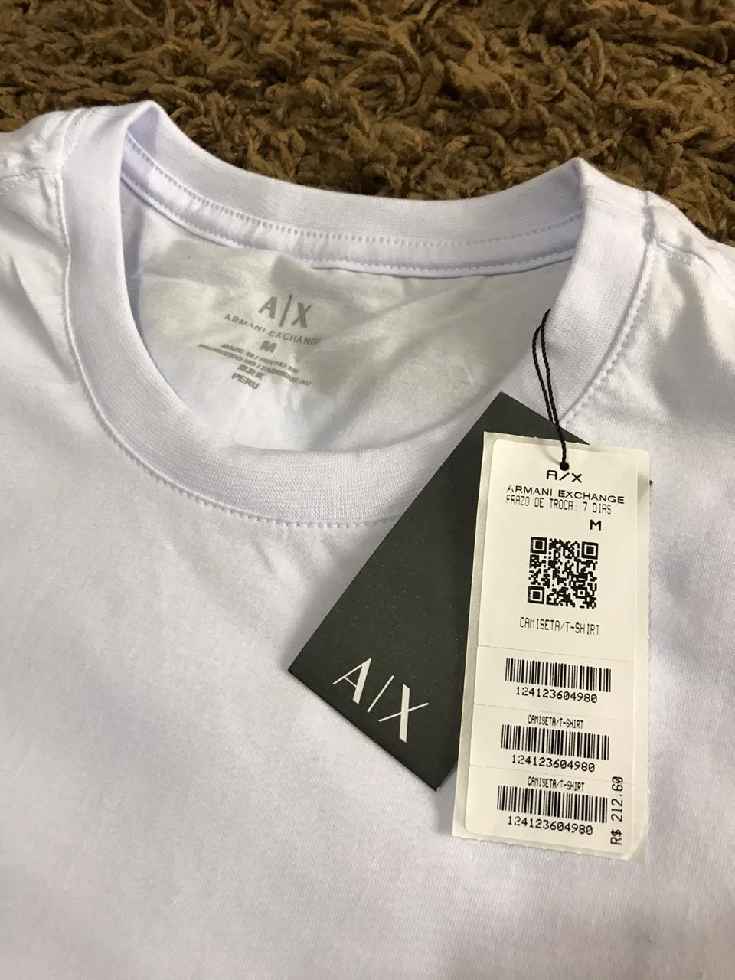 A|X
ARMANI EXCHANGE
M
PERU
A/X
ARMANI EXCHANGE
PRAZO DE TROCA: 7 DIAS
M
CAMISETA/T-SHIRT
124123604980
CAMISETA/T-SHIRT
124123604980
CAMISETA/T-SHIRT
124123604980
R$ 212.60
A|X